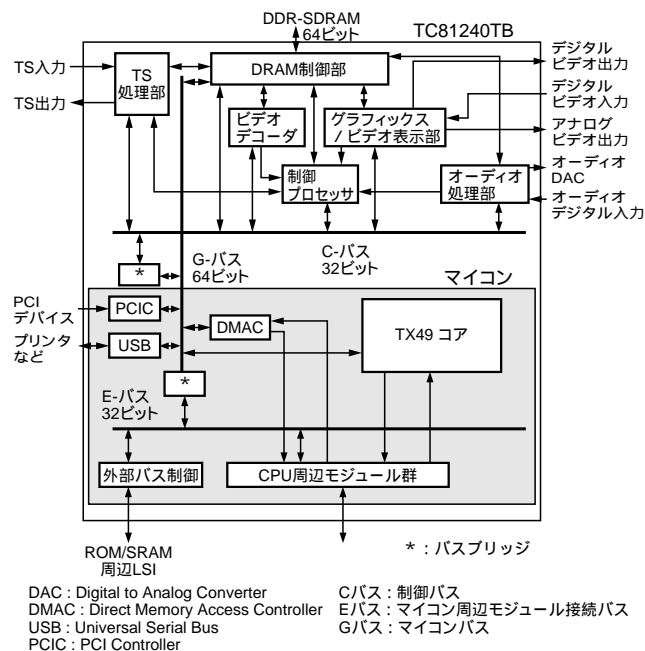 DDR-SDRAM
64ビット
TC81240TB
TS入力
TS出力
TS
処理部
DRAM制御部
デジタル
ビデオ出力
デジタル
ビデオ入力
アナログ
ビデオ出力
オーディオ
DAC
オーディオ
デジタル入力
ビデオ
デコーダ
グラフィックス
/ ビデオ表示部
制御
プロセッサ
オーディオ
処理部
G-バス
64ビット
C-バス
32ビット
*
マイコン
PCI
デバイス
PCIC
プリンタ
など
USB
DMAC
TX49 コア
*
E-バス
32ビット
外部バス制御
CPU周辺モジュール群
ROM/SRAM
周辺LSI
* : バスブリッジ
DAC : Digital to Analog Converter
DMAC : Direct Memory Access Controller
USB : Universal Serial Bus
PCIC : PCI Controller
Cバス : 制御バス
Eバス : マイコン周辺モジュール接続バス
Gバス : マイコンバス